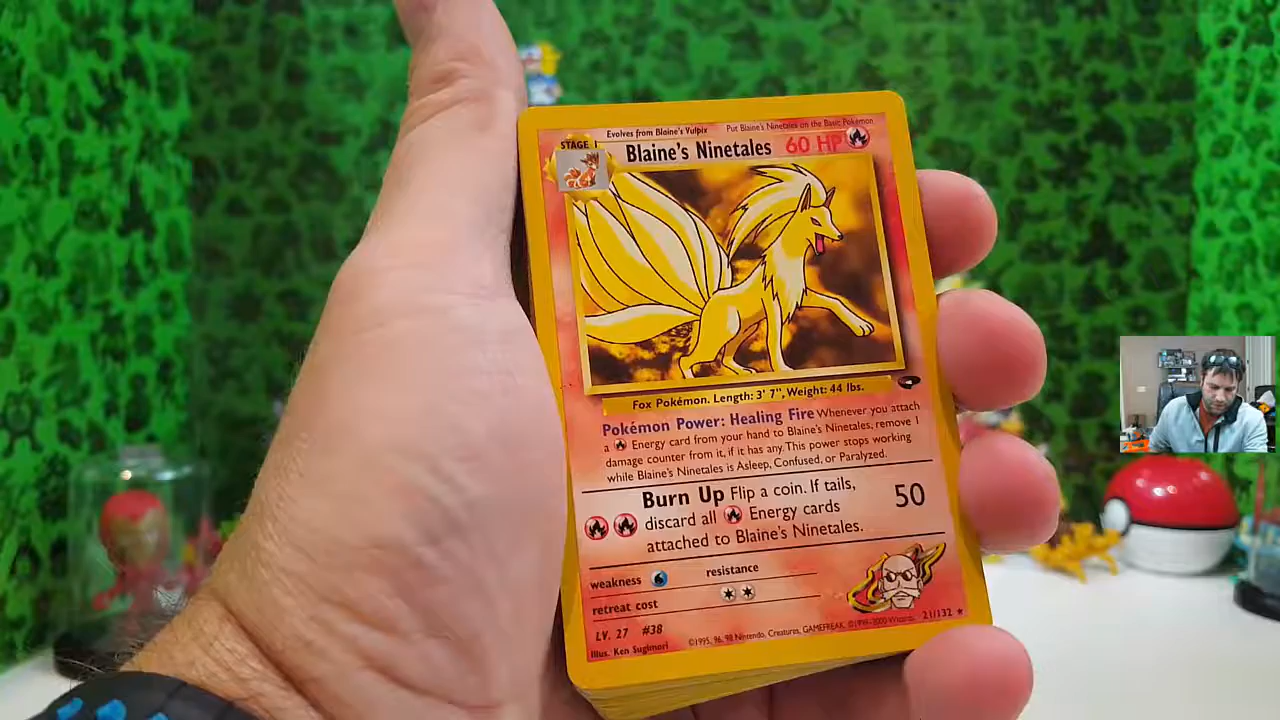 Evolves from Blaine's Vulpix
Put Blaine's Ninetales on the Basic Pokémon
STAGE 1
Blaine's Ninetales 60 HP
Fox Pokémon. Length: 3' 7", Weight: 44 lbs.
Pokémon Power: Healing Fire Whenever you attach
a Energy card from your hand to Blaine's Ninetales, remove 1
damage counter from it, if it has any. This power stops working
while Blaine's Ninetales is Asleep, Confused, or Paralyzed.
Burn Up Flip a coin. If tails,
discard all Energy cards
attached to Blaine's Ninetales.
50
weakness
resistance
retreat cost
LV. 27 #38
21/132
Illus. Ken Sugimori
©1995, 96, 98 Nintendo, Creatures, GAMEFREAK. ©1999-2000 Wizards.